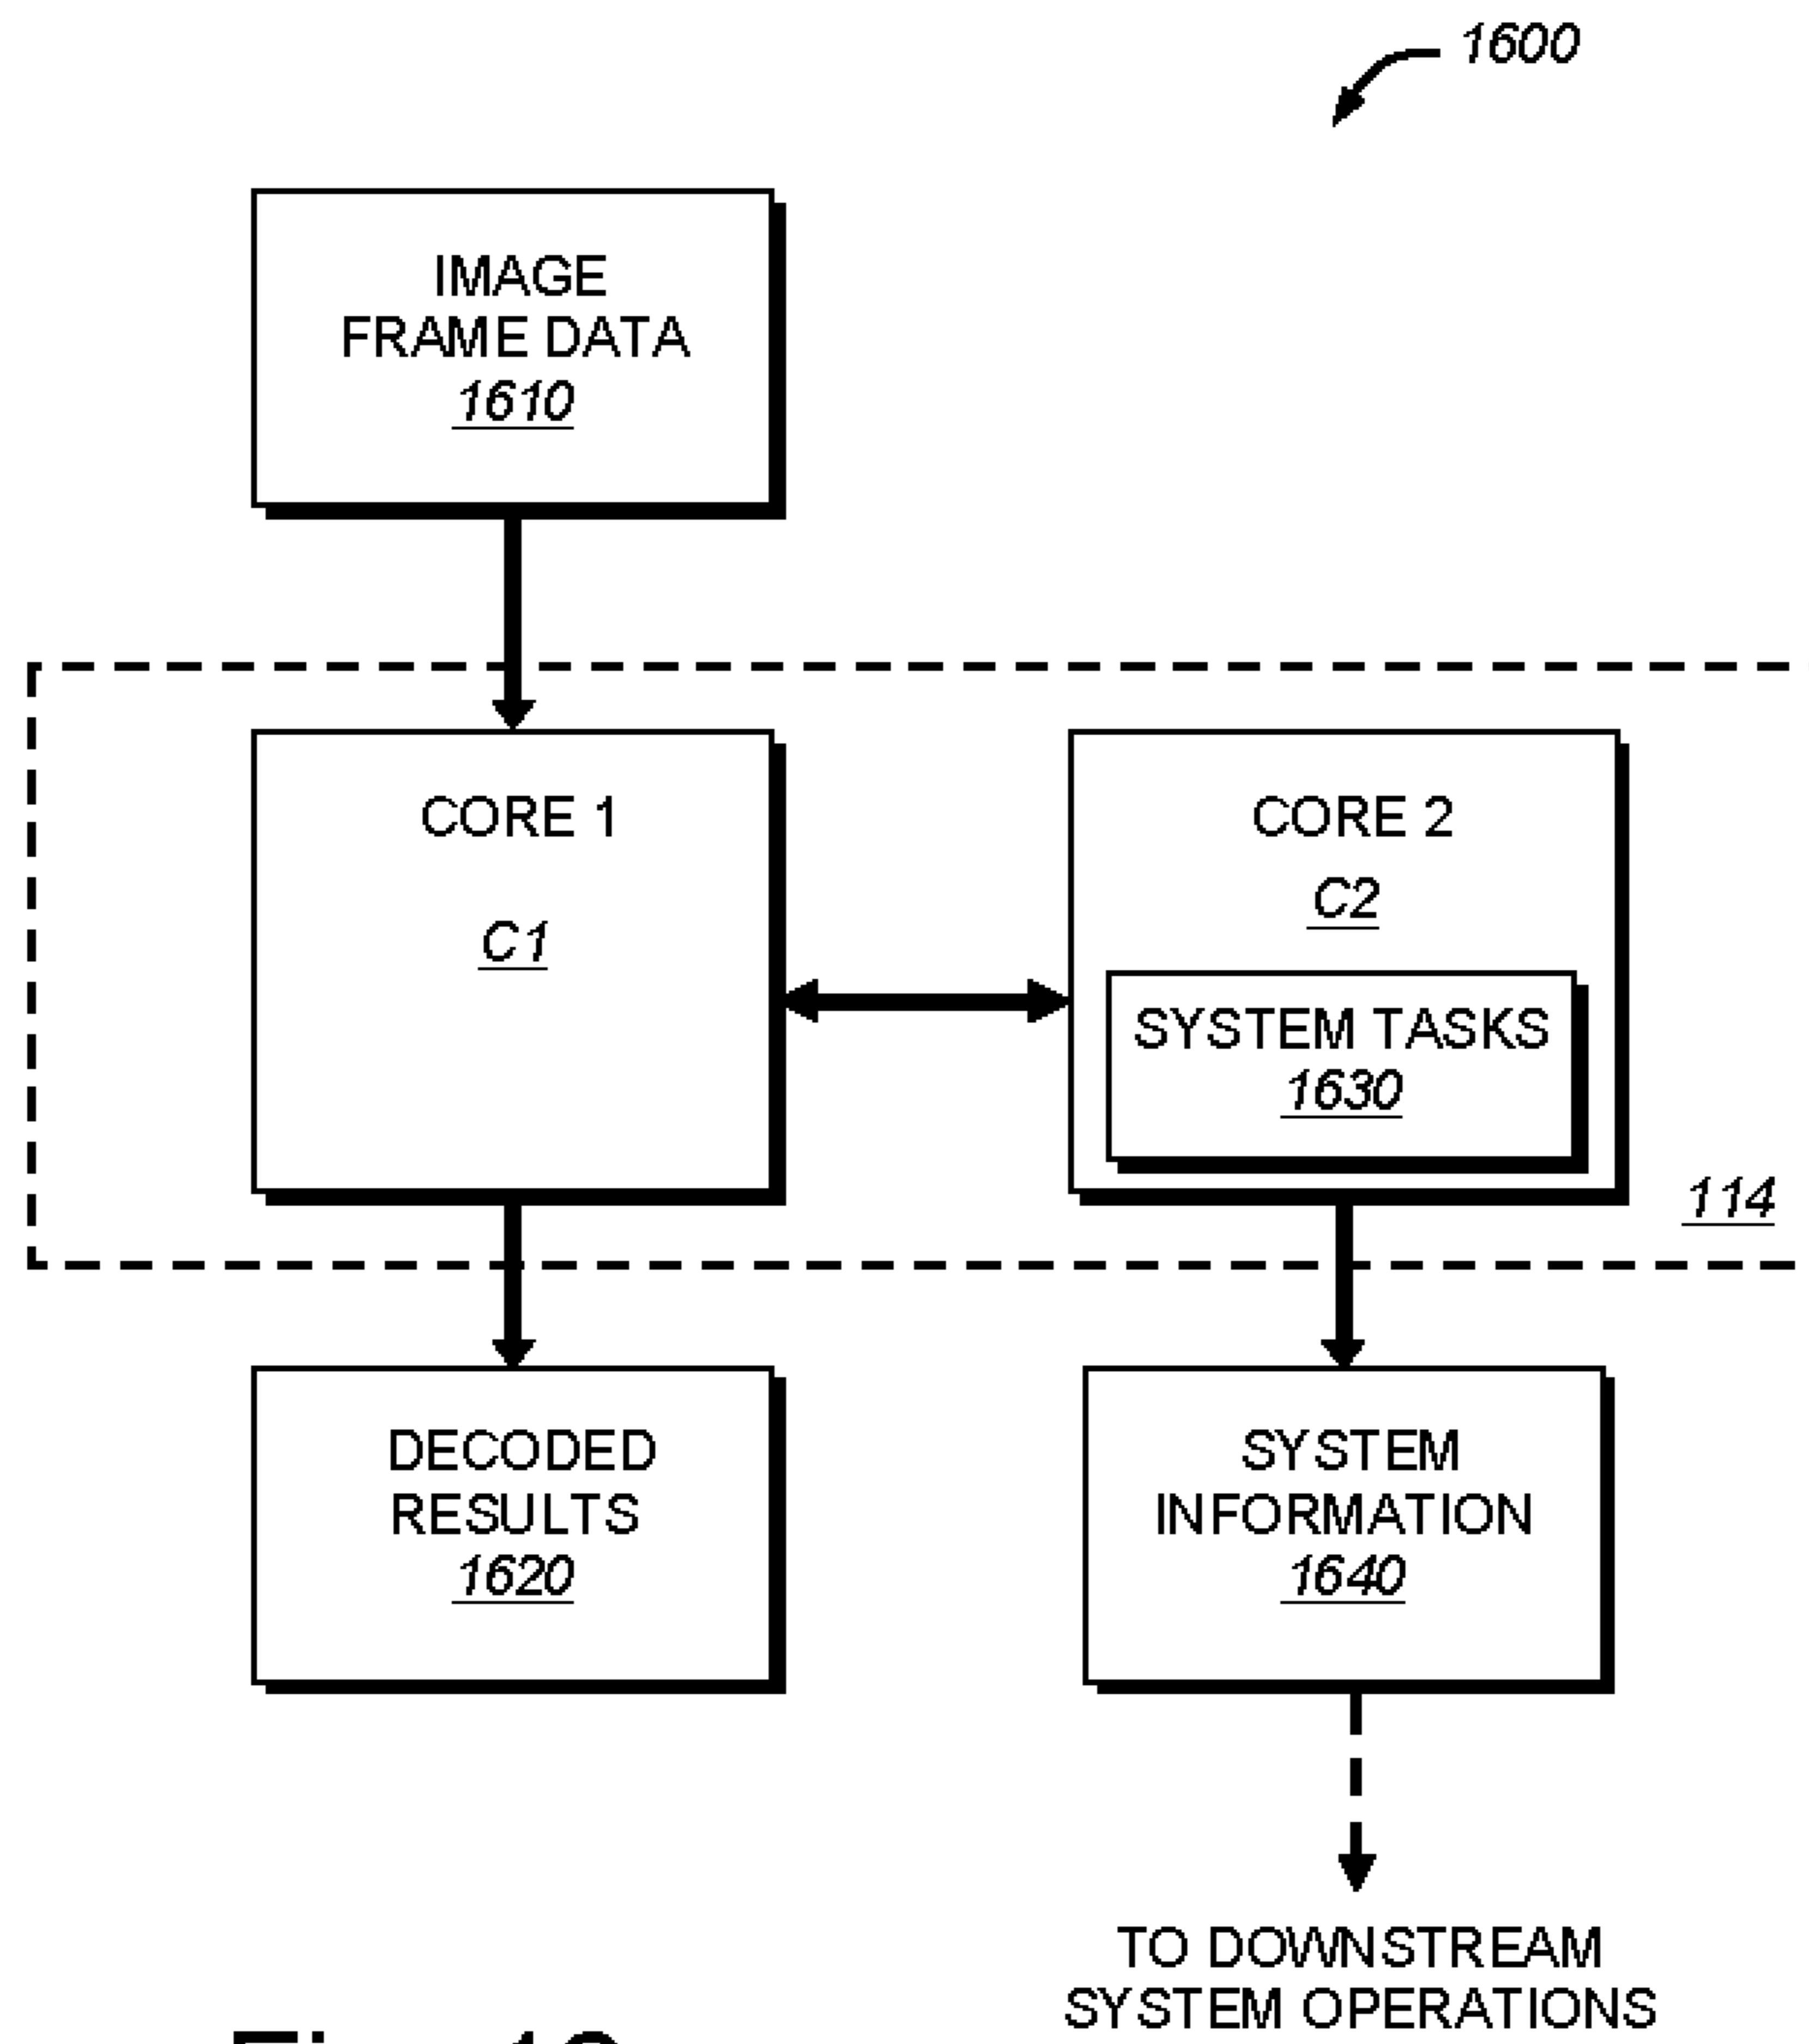 1600
IMAGE
FRAME DATA
1610
CORE 1
C1
CORE 2
C2
SYSTEM TASKS
1630
114
DECODED
RESULTS
1620
SYSTEM
INFORMATION
1640
TO DOWNSTREAM
SYSTEM OPERATIONS